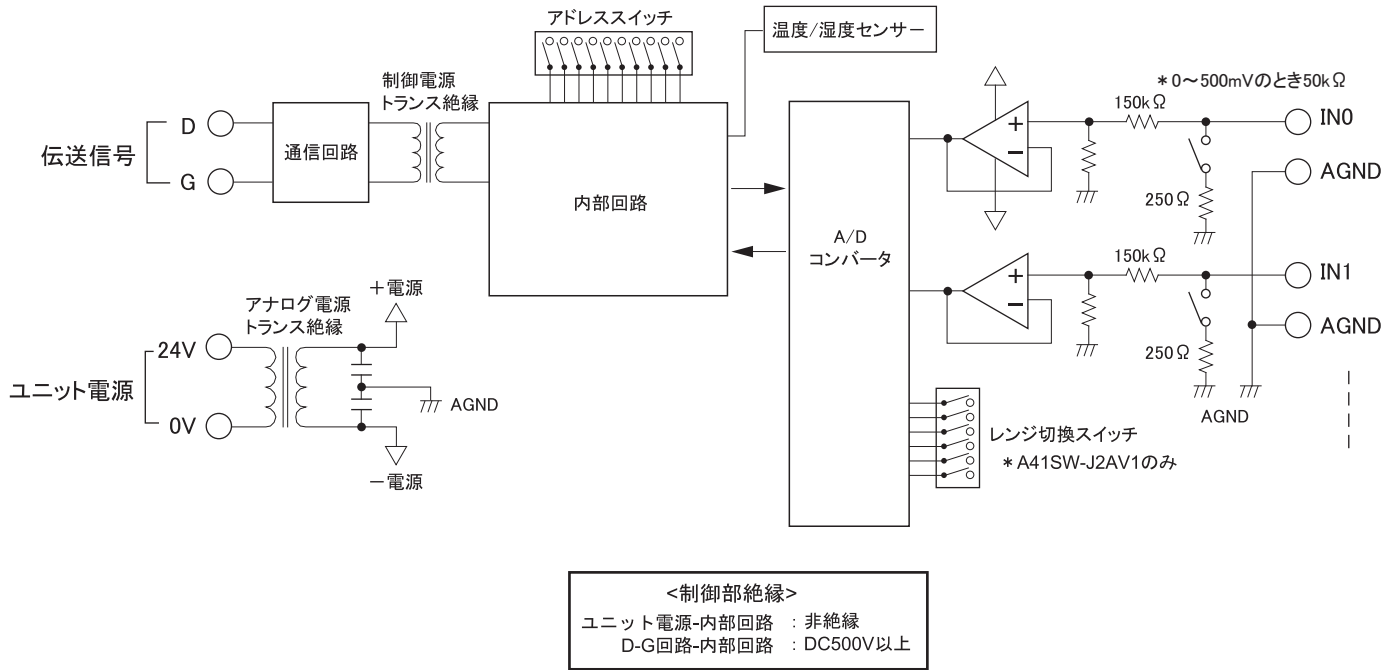 アドレススイッチ
温度/湿度センサー
制御電源
トランス絶縁
*0～500mVのとき50kΩ
150kΩ
IN0
D
伝送信号
通信回路
G
内部回路
AGND
250Ω
A/D
コンバータ
150kΩ
IN1
アナログ電源
トランス絶縁
＋電源
24V
AGND
250Ω
ユニット電源
AGND
0V
AGND
－電源
レンジ切換スイッチ
*A41SW-J2AV1のみ
<制御部絶縁>
ユニット電源-内部回路 : 非絶縁
D-G回路-内部回路 : DC500V以上